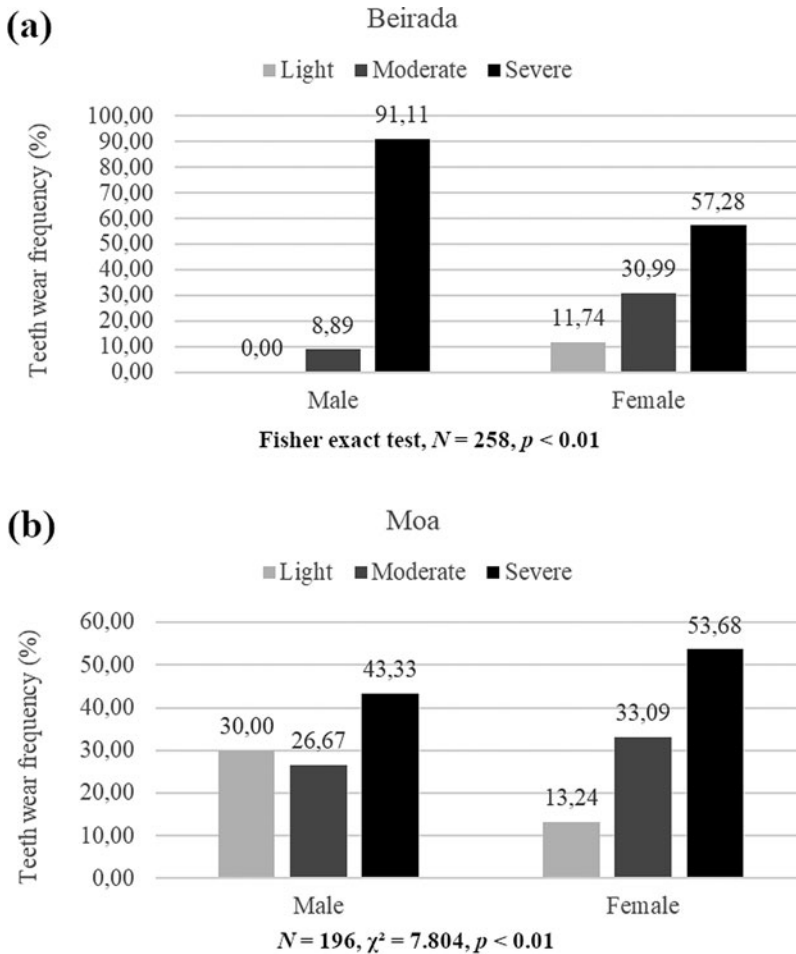 (a)
Beirada
Light Moderate Severe
Teeth wear frequency (%)
100,00
90,00
80,00
70,00
60,00
50,00
40,00
30,00
20,00
10,00
0,00
0,00 8,89 91,11 11,74 30,99 57,28
Male Female
Fisher exact test, N = 258, p < 0.01
(b)
Moa
Light Moderate Severe
Teeth wear frequency (%)
60,00
50,00
40,00
30,00
20,00
10,00
0,00
30,00 26,67 43,33 13,24 33,09 53,68
Male Female
N = 196, χ² = 7.804, p < 0.01